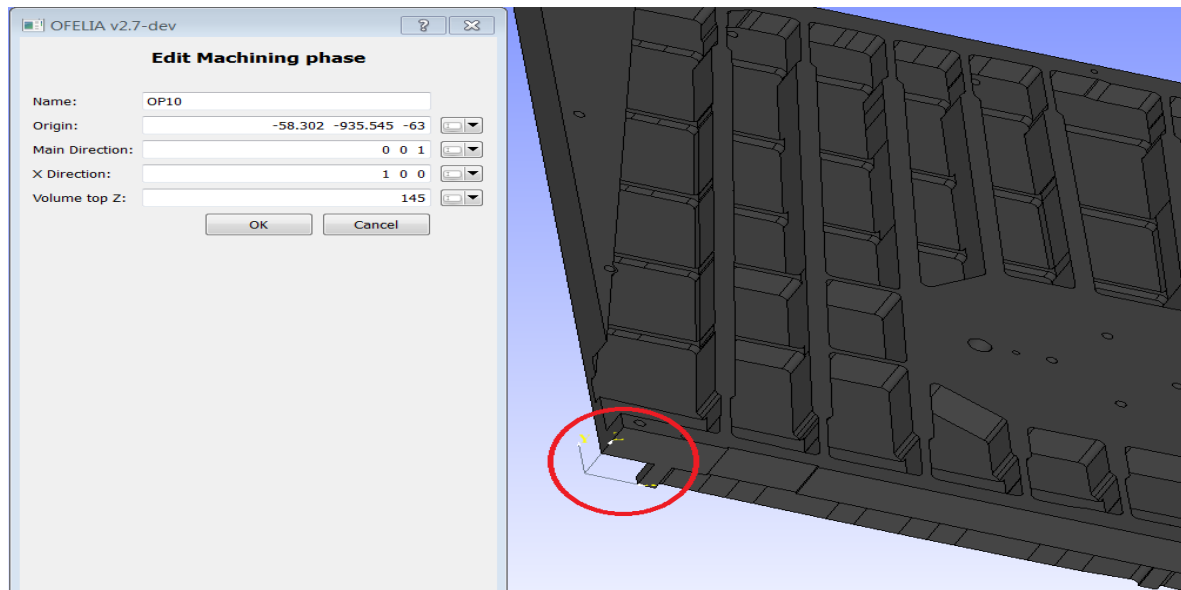 OFELIA v2.7-dev
Edit Machining phase
Name: OP10
Origin: -58.302 -935.545 -63
Main Direction: 0 0 1
X Direction: 1 0 0
Volume top Z: 145
OK Cancel